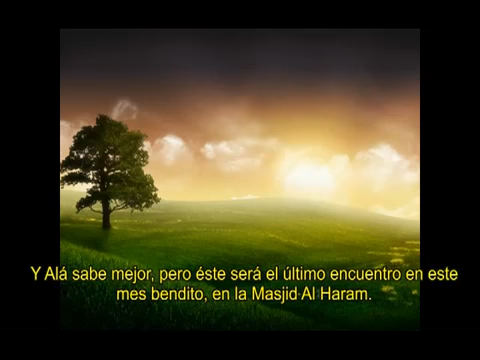 Y Alá sabe mejor, pero éste será el último encuentro en este
mes bendito, en la Masjid Al Haram.